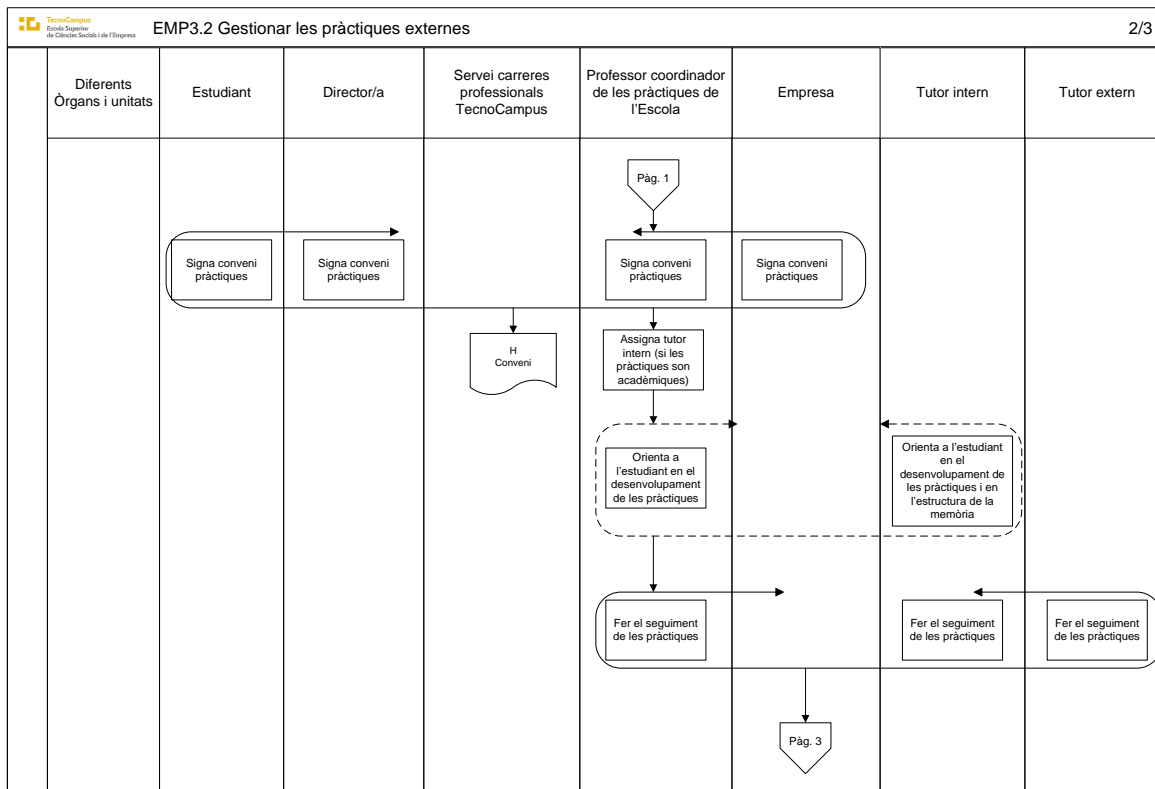 TecnoCampus
Escola Superior
de Ciències Socials i de l'Empresa
EMP3.2 Gestionar les pràctiques externes
2/3
Diferents
Òrgans i unitats
Estudiant
Director/a
Servei carreres
professionals
TecnoCampus
Professor coordinador
de les pràctiques de
l'Escola
Empresa
Tutor intern
Tutor extern
Pàg. 1
Signa conveni
pràctiques
Signa conveni
pràctiques
Signa conveni
pràctiques
Signa conveni
pràctiques
H
Conveni
Assigna tutor
intern (si les
pràctiques son
acadèmiques)
Orienta a
l'estudiant en el
desenvolupament
de les pràctiques
Orienta a l'estudiant
en el
desenvolupament de
les pràctiques i en
l'estructura de la
memòria
Fer el seguiment
de les pràctiques
Fer el seguiment
de les pràctiques
Fer el seguiment
de les pràctiques
Pàg. 3